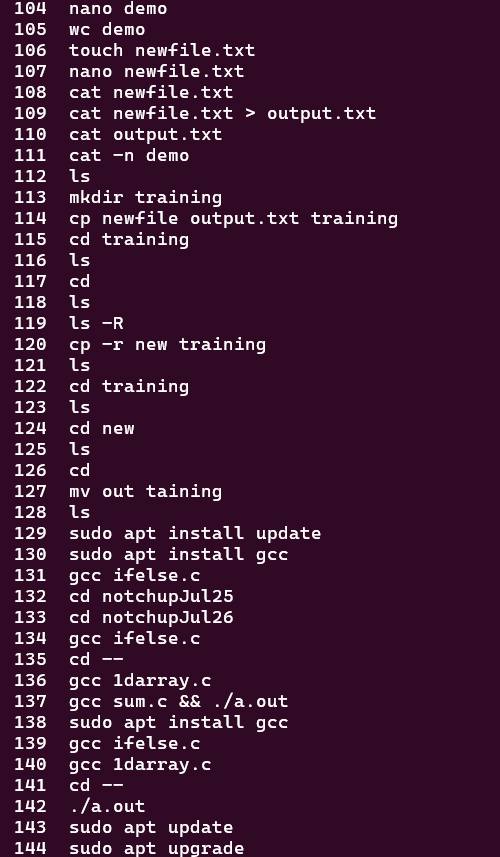 104 nano demo
105 wc demo
106 touch newfile.txt
107 nano newfile.txt
108 cat newfile.txt
109 cat newfile.txt > output.txt
110 cat output.txt
111 cat -n demo
112 ls
113 mkdir training
114 cp newfile output.txt training
115 cd training
116 ls
117 cd
118 ls
119 ls -R
120 cp -r new training
121 ls
122 cd training
123 ls
124 cd new
125 ls
126 cd
127 mv out taining
128 ls
129 sudo apt install update
130 sudo apt install gcc
131 gcc ifelse.c
132 cd notchupJul25
133 cd notchupJul26
134 gcc ifelse.c
135 cd --
136 gcc 1darray.c
137 gcc sum.c && ./a.out
138 sudo apt install gcc
139 gcc ifelse.c
140 gcc 1darray.c
141 cd --
142 ./a.out
143 sudo apt update
144 sudo apt upgrade